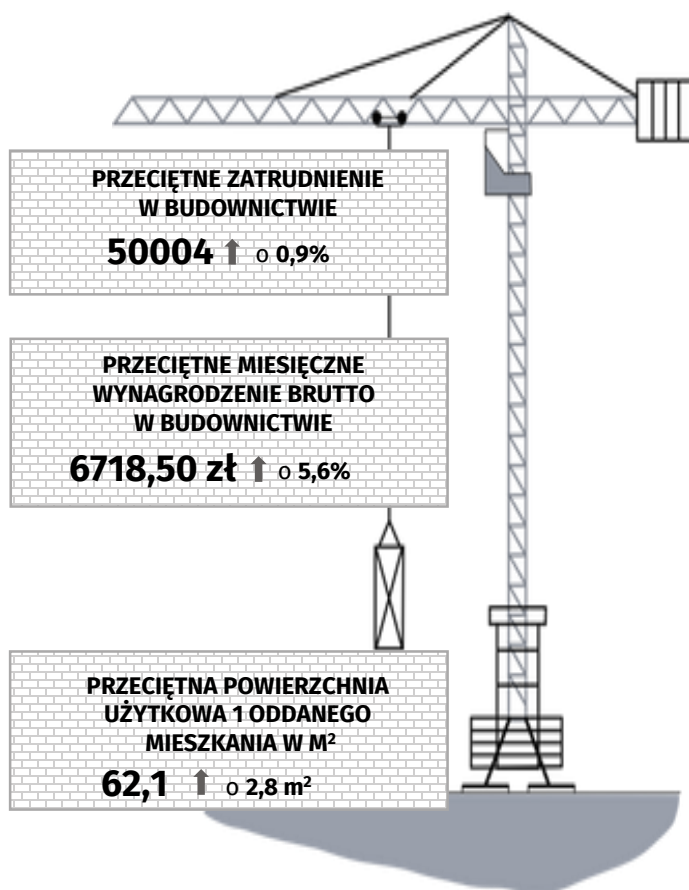 PRZECIĘTNE ZATRUDNIENIE
W BUDOWNICTWIE
50004 ⬆ o 0,9%
PRZECIĘTNE MIESIĘCZNE
WYNAGRODZENIE BRUTTO
W BUDOWNICTWIE
6718,50 zł ⬆ o 5,6%
PRZECIĘTNA POWIERZCHNIA
UŻYTKOWA 1 ODDANEGO
MIESZKANIA W M²
62,1 ⬆ o 2,8 m²